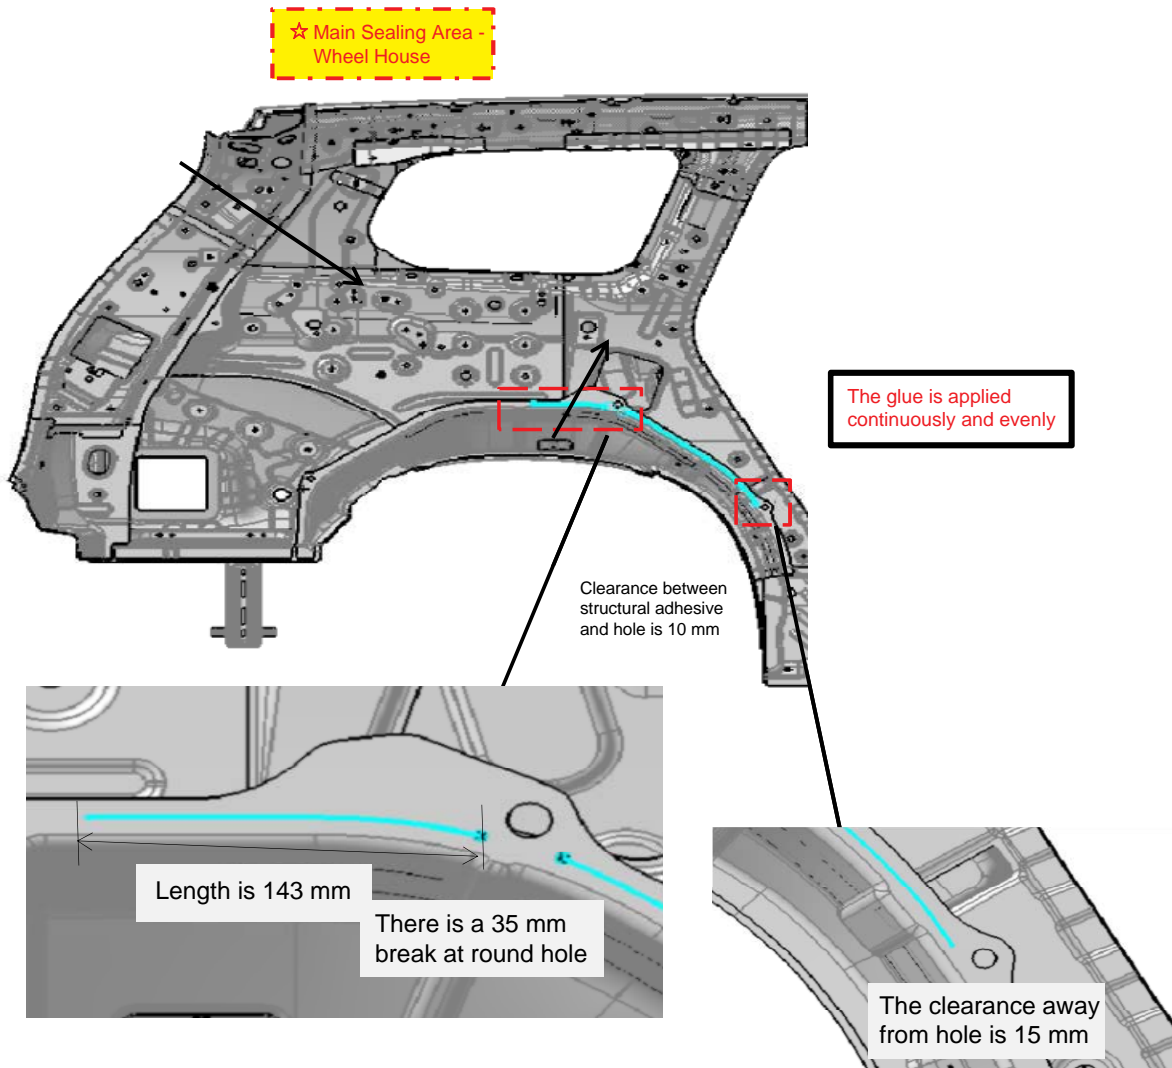 ☆ Main Sealing Area -
Wheel House
The glue is applied
continuously and evenly
Clearance between
structural adhesive
and hole is 10 mm
Length is 143 mm
There is a 35 mm
break at round hole
The clearance away
from hole is 15 mm